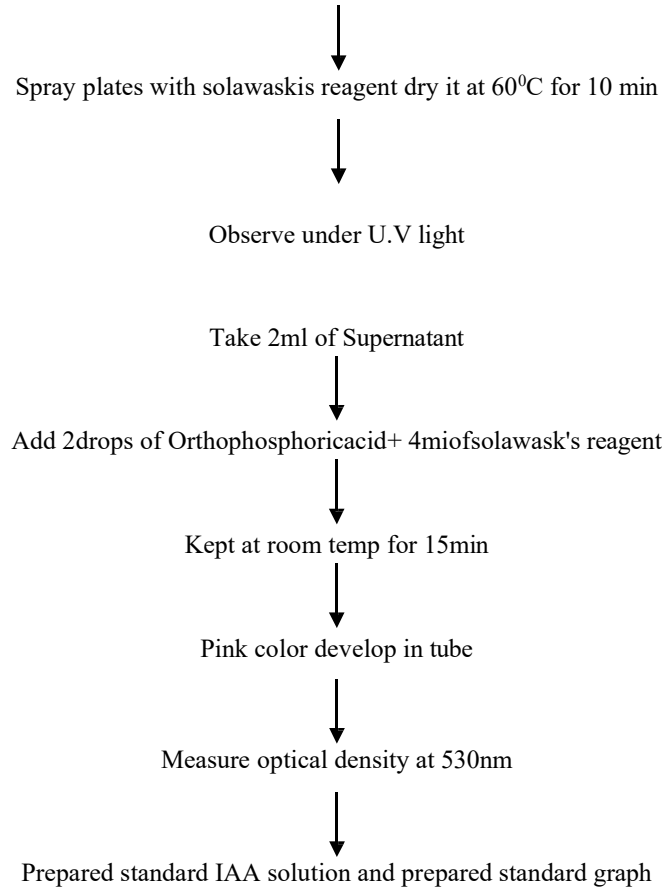 Spray plates with solawaskis reagent dry it at 60⁰C for 10 min
Observe under U.V light
Take 2ml of Supernatant
Add 2drops of Orthophosphoricacid+ 4miofsolawask's reagent
Kept at room temp for 15min
Pink color develop in tube
Measure optical density at 530nm
Prepared standard IAA solution and prepared standard graph